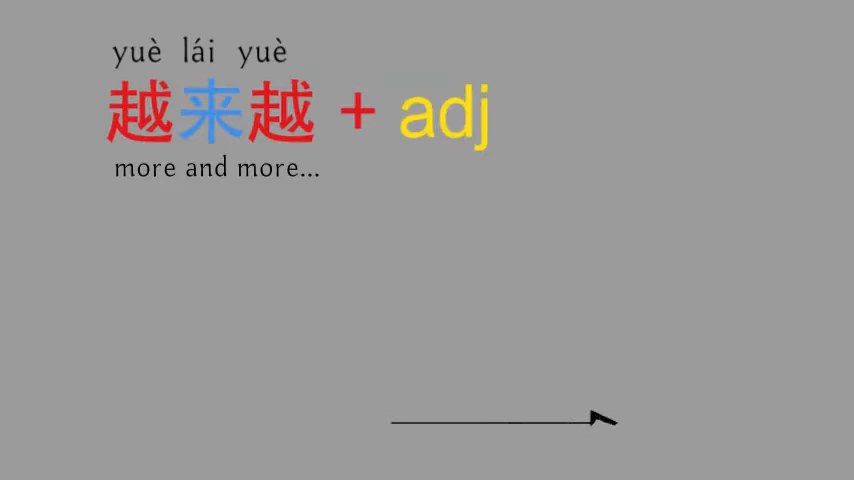 yuè lái yuè
越来越 + adj
more and more...